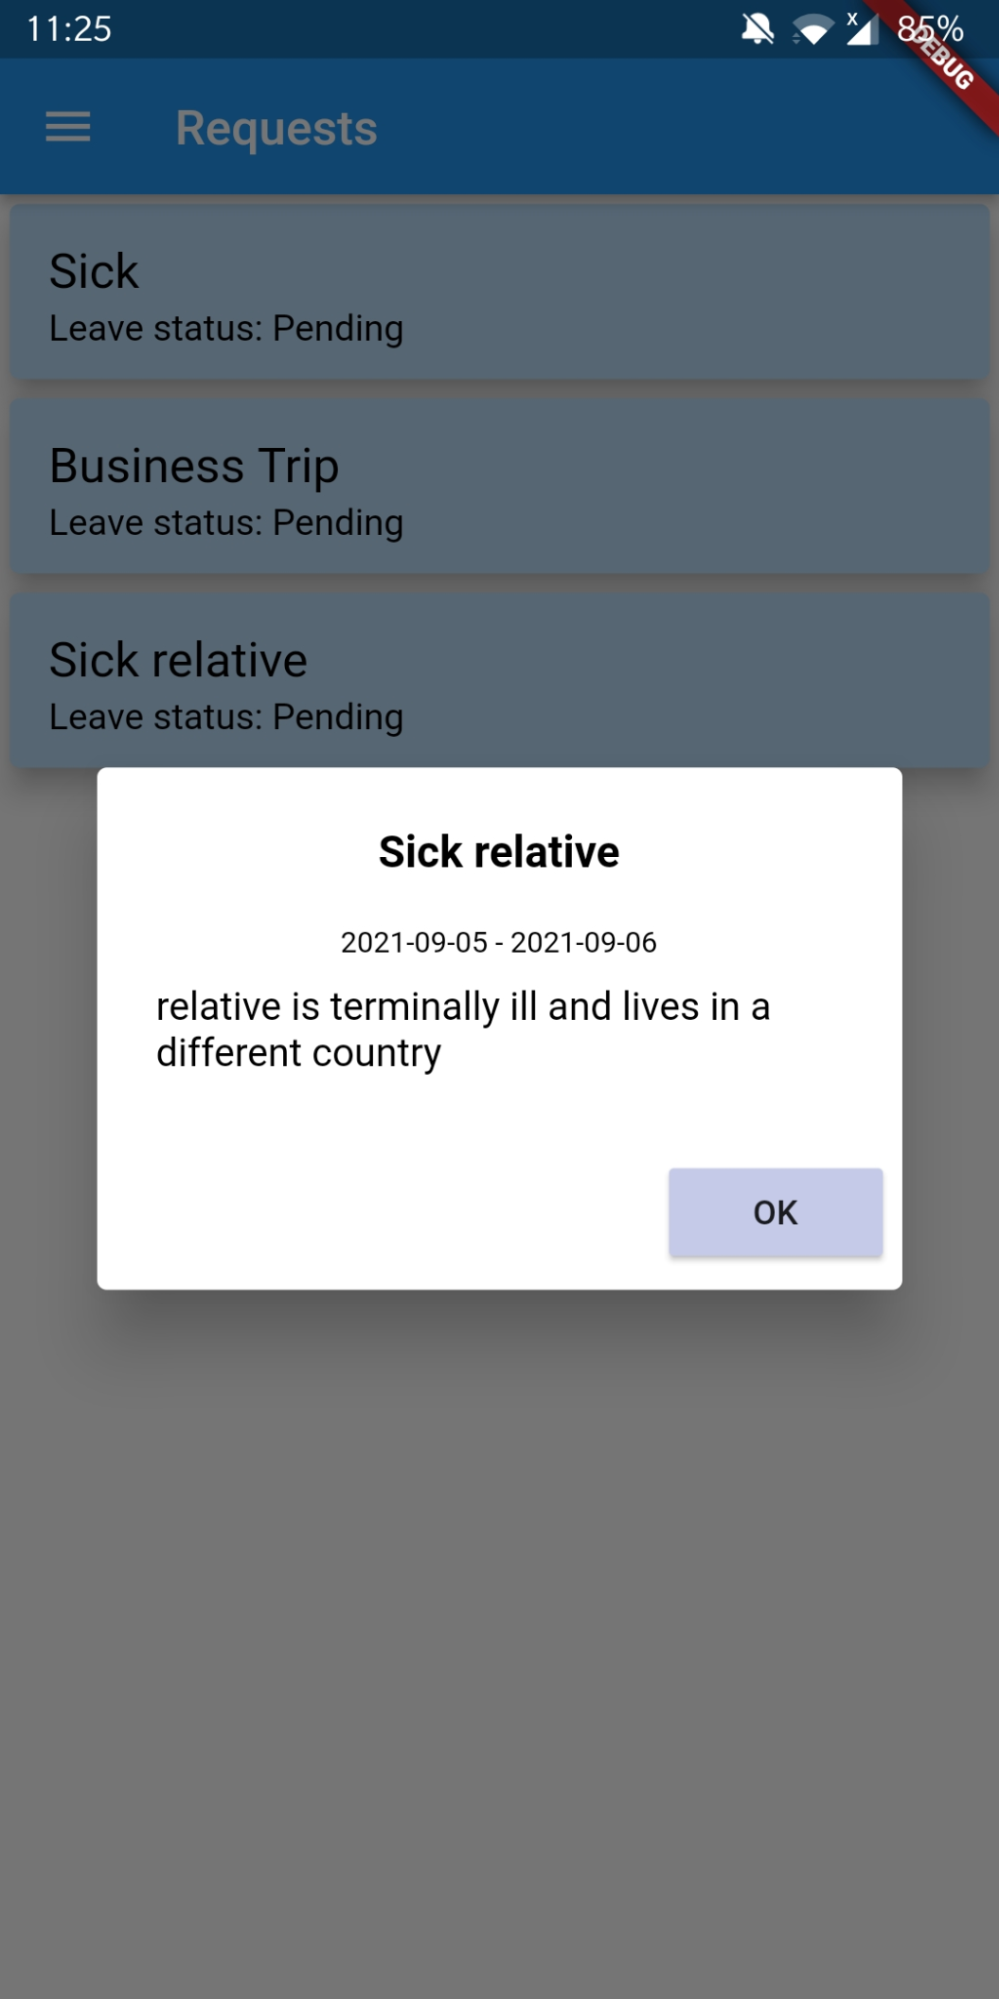 11:25
85%
DEBUG
Requests
Sick
Leave status: Pending
Business Trip
Leave status: Pending
Sick relative
Leave status: Pending
Sick relative
2021-09-05 - 2021-09-06
relative is terminally ill and lives in a
different country
OK